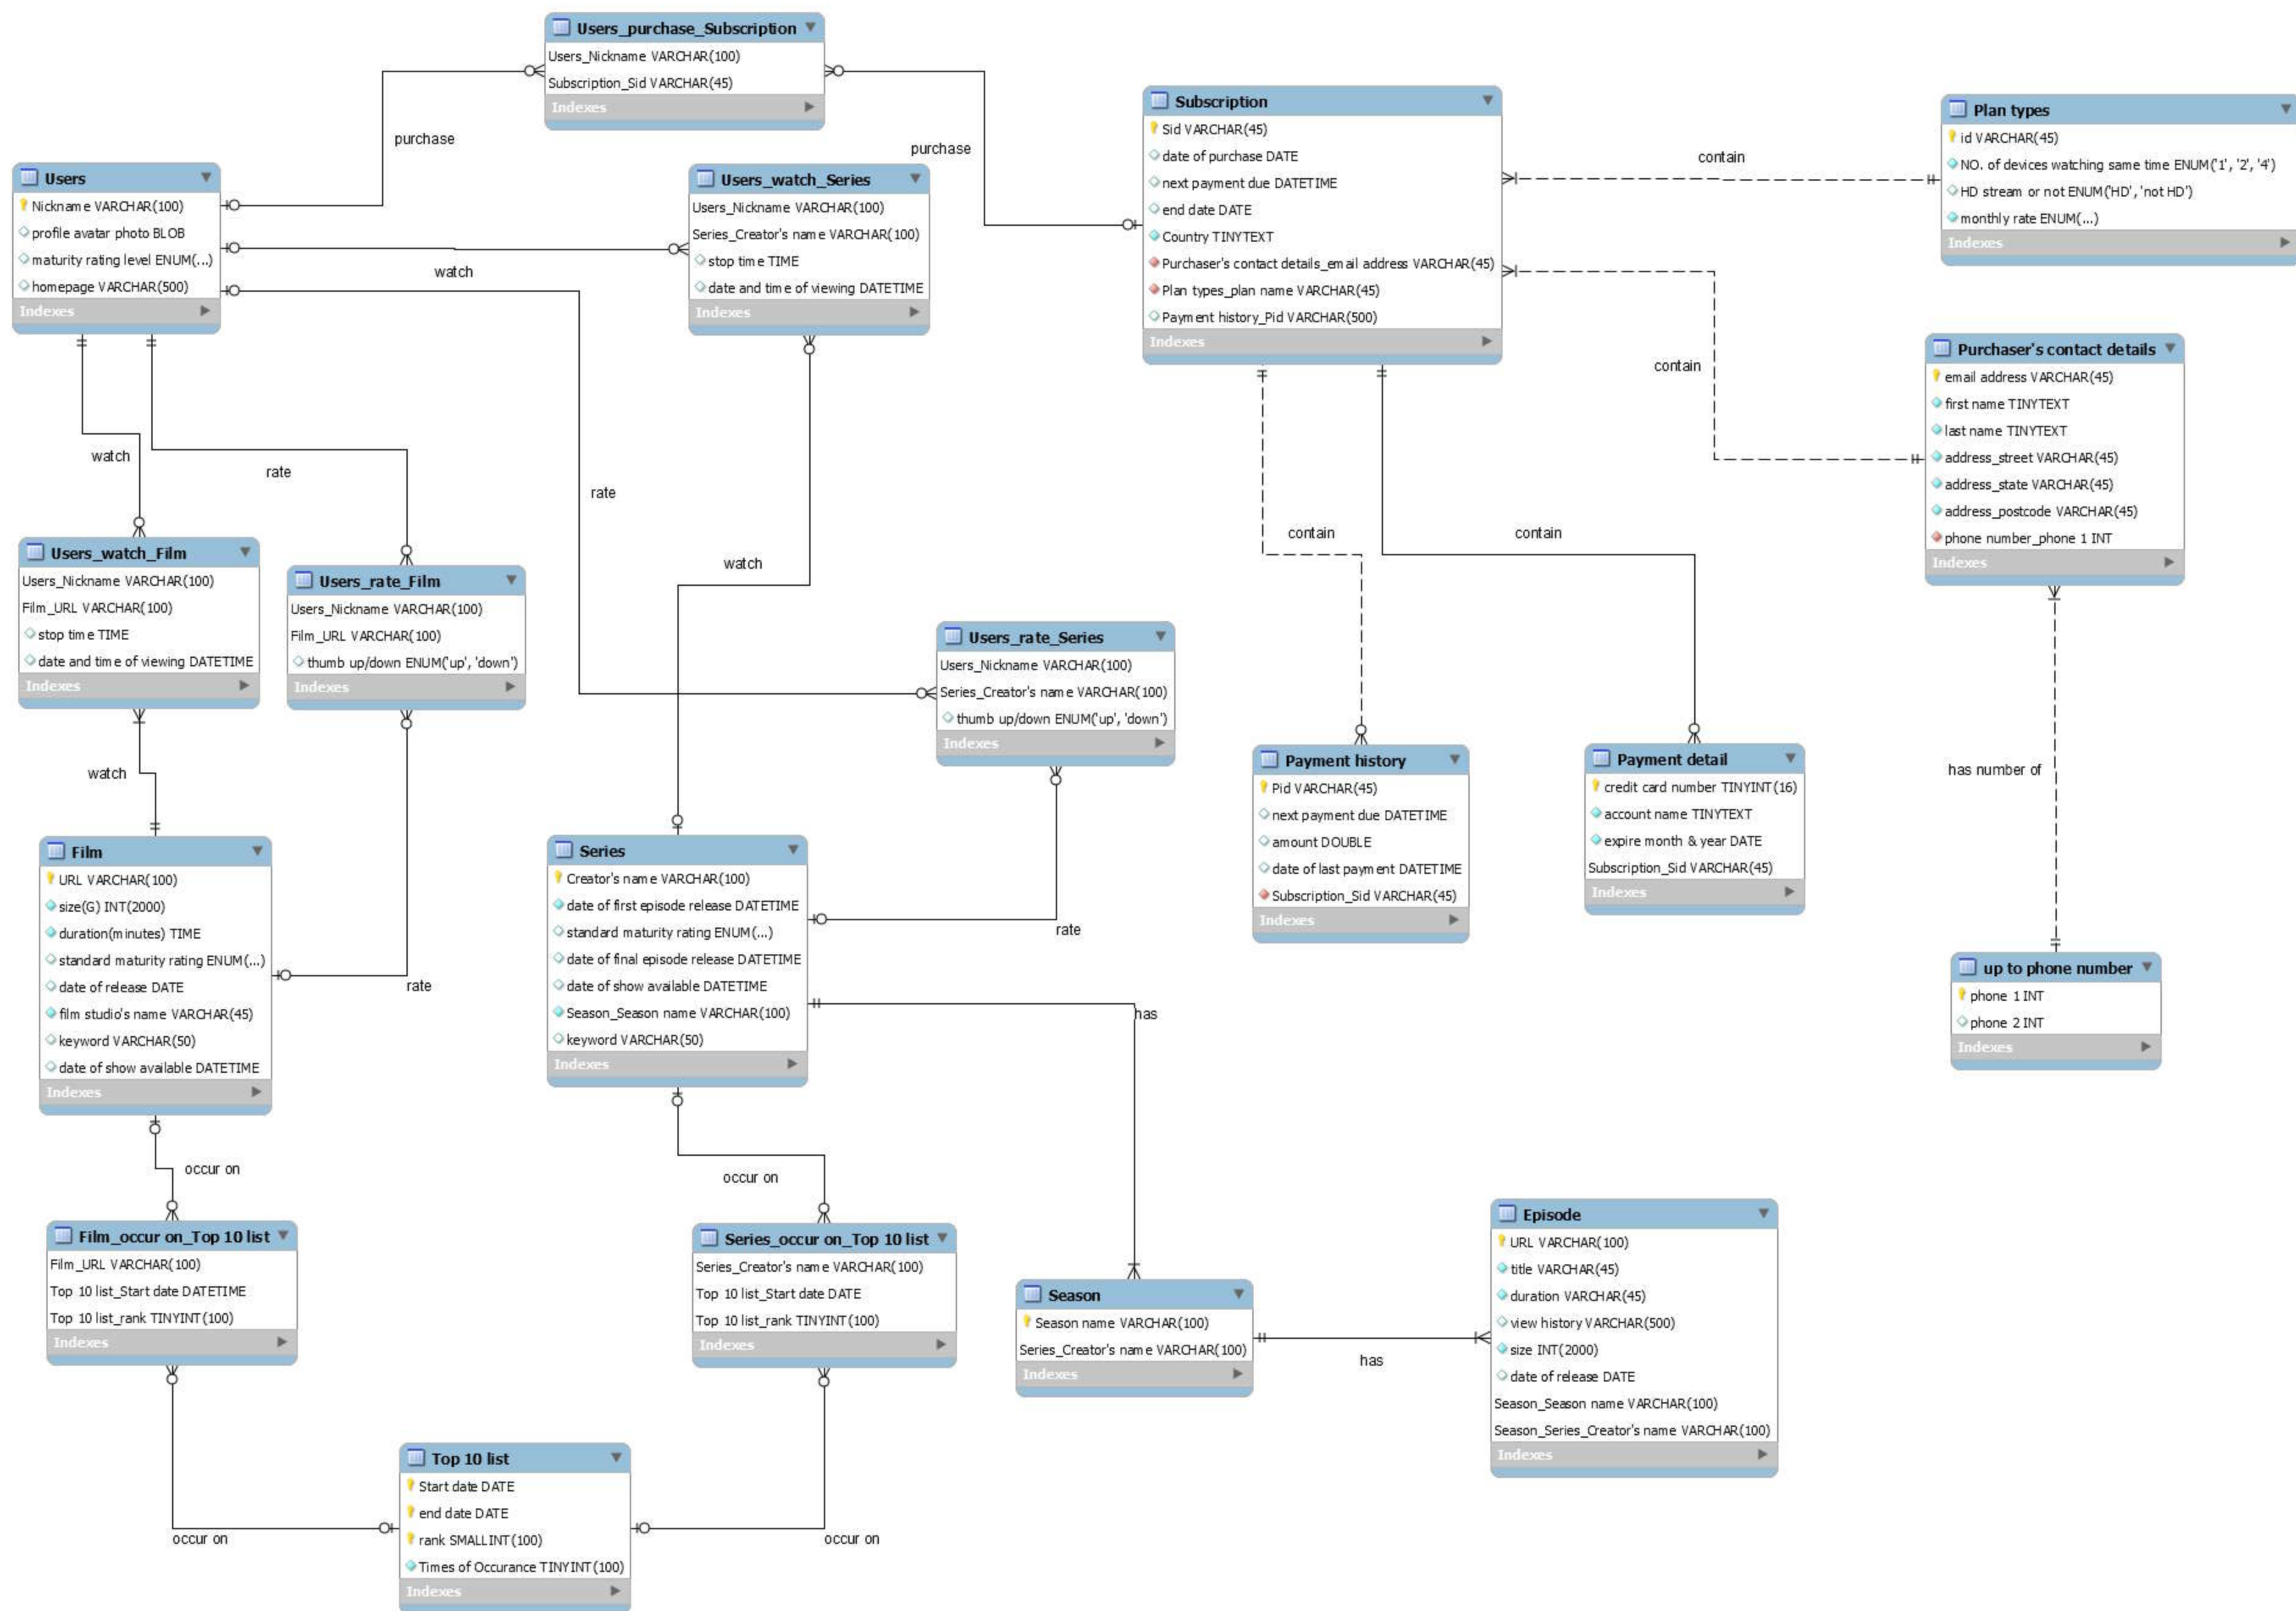 Users_purchase_Subscription
Users_Nickname VARCHAR(100)
Subscription_Sid VARCHAR(45)
Indexes
purchase
purchase
Users
Nickname VARCHAR(100)
profile avatar photo BLOB
maturity rating level ENUM(...)
homepage VARCHAR(500)
Indexes
Users_watch_Series
Users_Nickname VARCHAR(100)
Series_Creator's name VARCHAR(100)
stop time TIME
date and time of viewing DATETIME
Indexes
watch
Subscription
Sid VARCHAR(45)
date of purchase DATE
next payment due DATETIME
end date DATE
Country TINYTEXT
Purchaser's contact details_email address VARCHAR(45)
Plan types_plan name VARCHAR(45)
Payment history_Pid VARCHAR(500)
Indexes
contain
Plan types
id VARCHAR(45)
NO. of devices watching same time ENUM('1', '2', '4')
HD stream or not ENUM('HD', 'not HD')
monthly rate ENUM(...)
Indexes
contain
Purchaser's contact details
email address VARCHAR(45)
first name TINYTEXT
last name TINYTEXT
address_street VARCHAR(45)
address_state VARCHAR(45)
address_postcode VARCHAR(45)
phone number_phone 1 INT
Indexes
watch
rate
rate
watch
contain
contain
Users_watch_Film
Users_Nickname VARCHAR(100)
Film_URL VARCHAR(100)
stop time TIME
date and time of viewing DATETIME
Indexes
Users_rate_Film
Users_Nickname VARCHAR(100)
Film_URL VARCHAR(100)
thumb up/down ENUM('up', 'down')
Indexes
Users_rate_Series
Users_Nickname VARCHAR(100)
Series_Creator's name VARCHAR(100)
thumb up/down ENUM('up', 'down')
Indexes
watch
Payment history
Pid VARCHAR(45)
next payment due DATETIME
amount DOUBLE
date of last payment DATETIME
Subscription_Sid VARCHAR(45)
Indexes
Payment detail
credit card number TINYINT(16)
account name TINYTEXT
expire month & year DATE
Subscription_Sid VARCHAR(45)
Indexes
has number of
Film
URL VARCHAR(100)
size(G) INT(2000)
duration(minutes) TIME
standard maturity rating ENUM(...)
date of release DATE
film studio's name VARCHAR(45)
keyword VARCHAR(50)
date of show available DATETIME
Indexes
rate
Series
Creator's name VARCHAR(100)
date of first episode release DATETIME
standard maturity rating ENUM(...)
date of final episode release DATETIME
date of show available DATETIME
Season_Season name VARCHAR(100)
keyword VARCHAR(50)
Indexes
rate
has
up to phone number
phone 1 INT
phone 2 INT
Indexes
occur on
occur on
Film_occur on_Top 10 list
Film_URL VARCHAR(100)
Top 10 list_Start date DATETIME
Top 10 list_rank TINYINT(100)
Indexes
Series_occur on_Top 10 list
Series_Creator's name VARCHAR(100)
Top 10 list_Start date DATE
Top 10 list_rank TINYINT(100)
Indexes
Season
Season name VARCHAR(100)
Series_Creator's name VARCHAR(100)
Indexes
has
Episode
URL VARCHAR(100)
title VARCHAR(45)
duration VARCHAR(45)
view history VARCHAR(500)
size INT(2000)
date of release DATE
Season_Season name VARCHAR(100)
Season_Series_Creator's name VARCHAR(100)
Indexes
occur on
Top 10 list
Start date DATE
end date DATE
rank SMALLINT(100)
Times of Occurance TINYINT(100)
Indexes
occur on